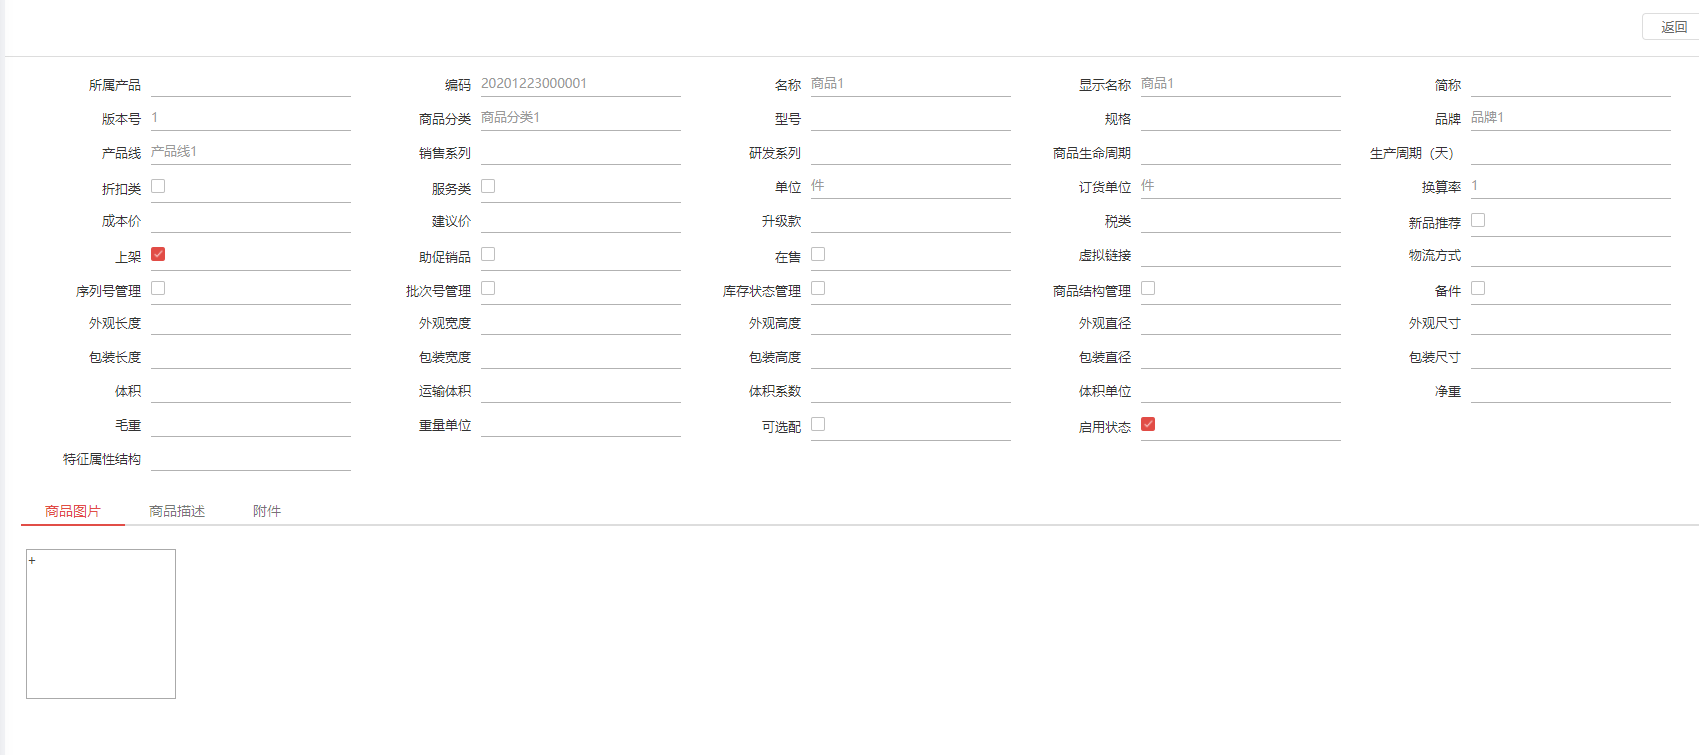 返回
所属产品 编码 20201223000001 名称 商品1 显示名称 商品1 简称
版本号 1 商品分类 商品分类1 型号 规格 品牌 品牌1
产品线 产品线1 销售系列 研发系列 商品生命周期 生产周期（天）
折扣类 服务类 单位 件 订货单位 件 换算率 1
成本价 建议价 升级款 税类 新品推荐
上架 助促销品 在售 虚拟链接 物流方式
序列号管理 批次号管理 库存状态管理 商品结构管理 备件
外观长度 外观宽度 外观高度 外观直径 外观尺寸
包装长度 包装宽度 包装高度 包装直径 包装尺寸
体积 运输体积 体积系数 体积单位 净重
毛重 重量单位 可选配 启用状态
特征属性结构
商品图片 商品描述 附件
+